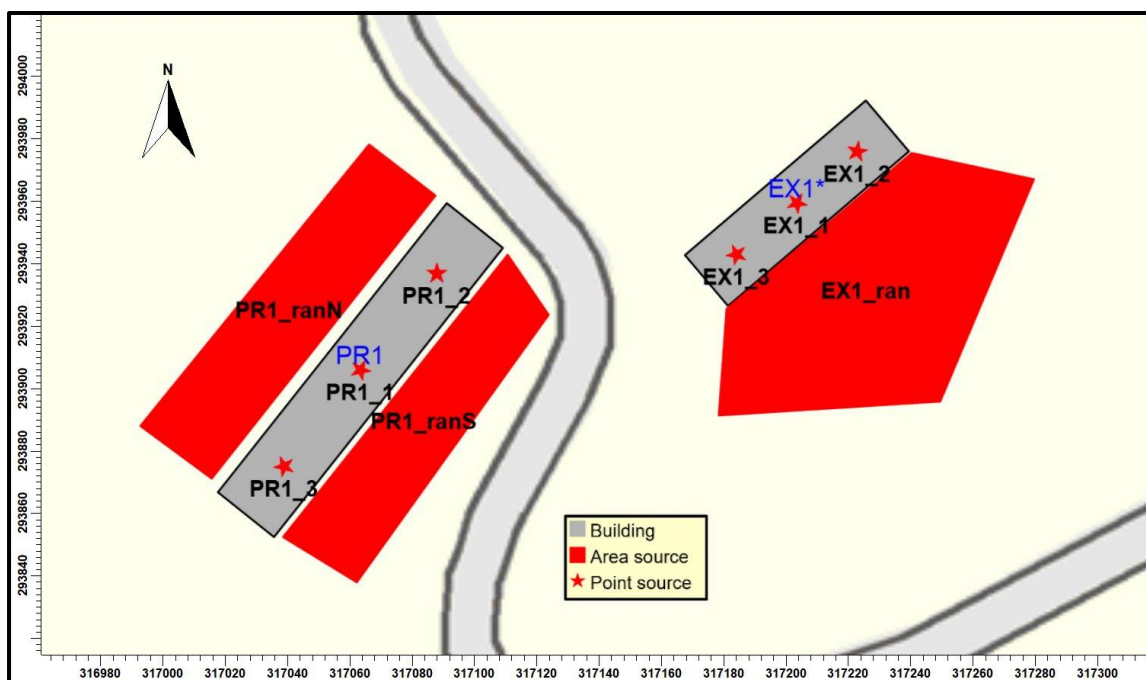 N
294000
293980
293960
293940
293920
293900
293880
293860
293840
EX1_2
EX1*
EX1_1
EX1_3
EX1_ran
PR1_2
PR1_ranN
PR1
PR1_1
PR1_ranS
PR1_3
Building
Area source
Point source
316980 317000 317020 317040 317060 317080 317100 317120 317140 317160 317180 317200 317220 317240 317260 317280 317300